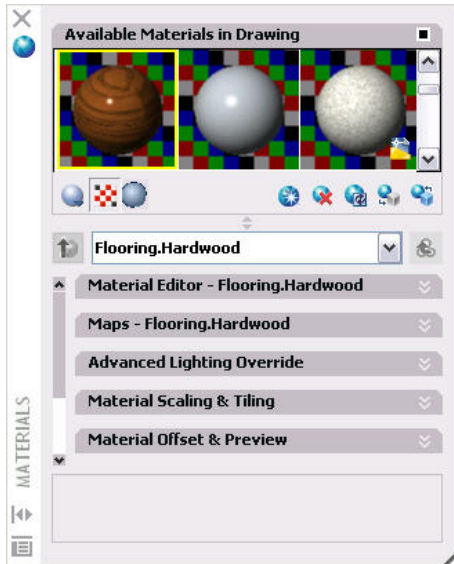 Available Materials in Drawing
Flooring.Hardwood
Material Editor - Flooring.Hardwood
Maps - Flooring.Hardwood
Advanced Lighting Override
Material Scaling & Tiling
Material Offset & Preview
MATERIALS